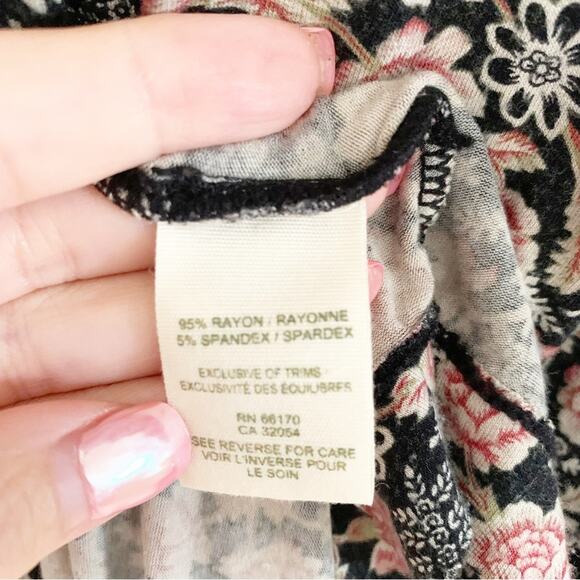 95% RAYON / RAYONNE
5% SPANDEX / SPARDEX
EXCLUSIVE OF TRIMS
EXCLUSIVITÉ DES ÉQUILIBRES
RN 66170
CA 32054
SEE REVERSE FOR CARE
VOIR L'INVERSE POUR
LE SOIN